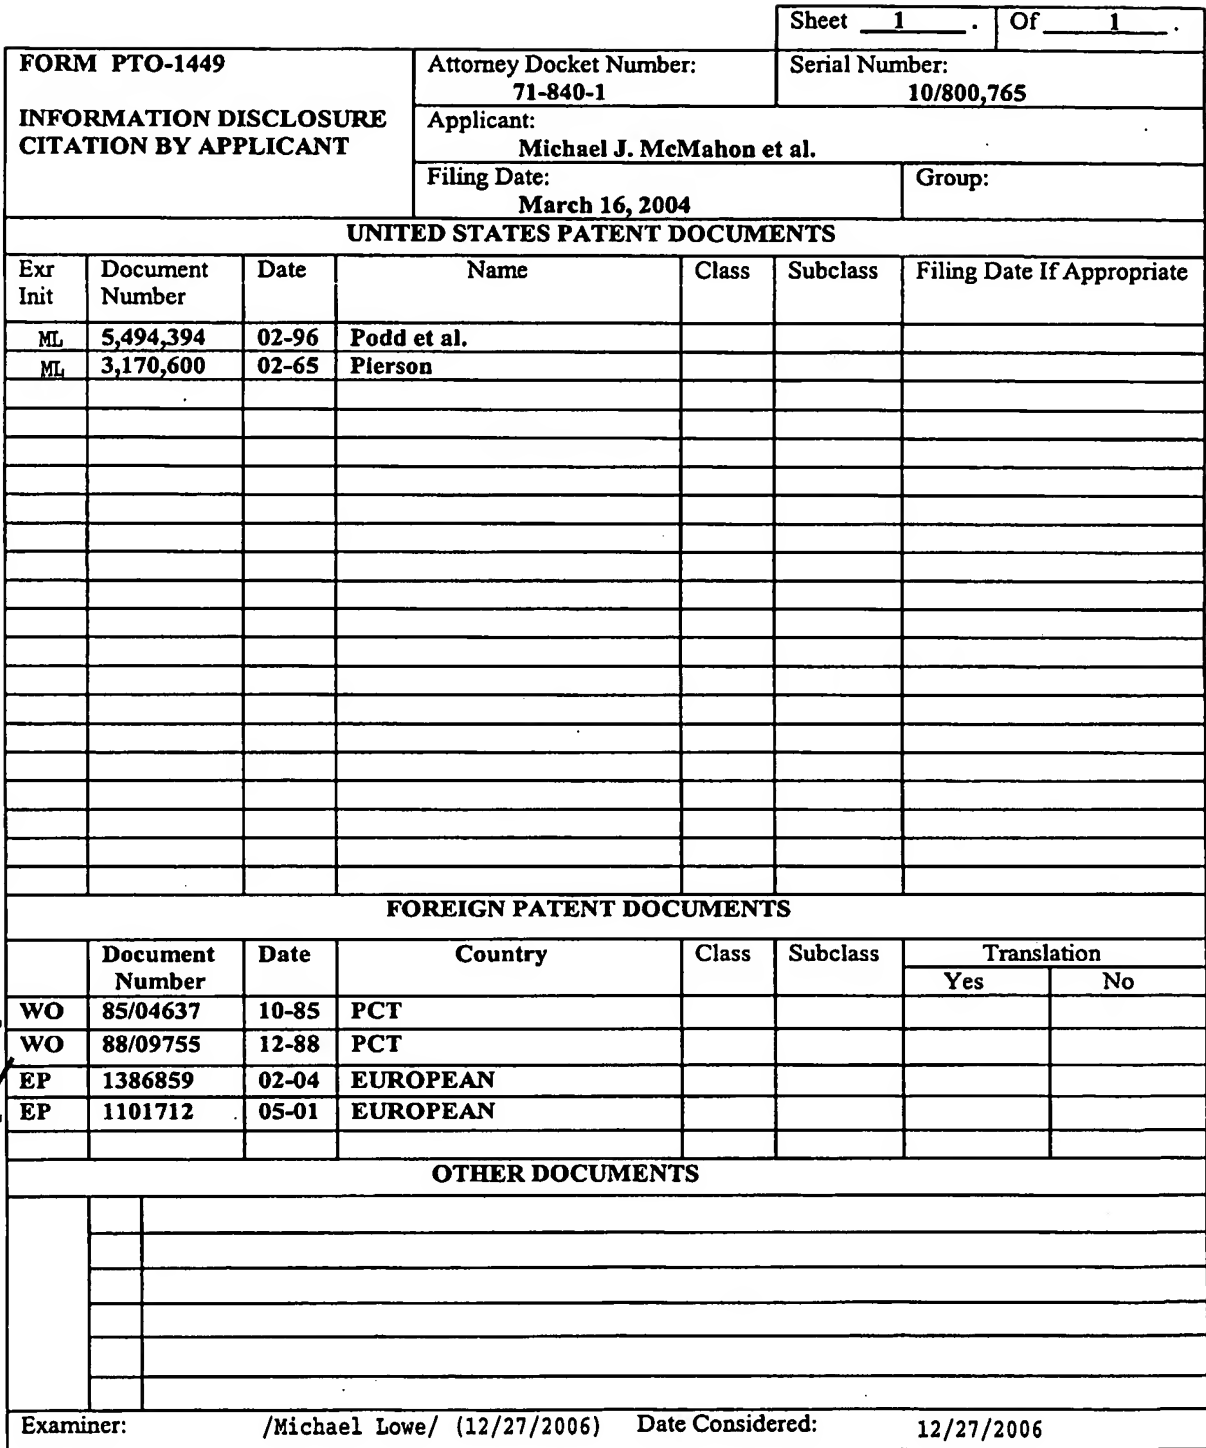 Sheet 1 . Of 1 .
FORM PTO-1449
Attorney Docket Number:
71-840-1
Serial Number:
10/800,765
INFORMATION DISCLOSURE
CITATION BY APPLICANT
Applicant:
Michael J. McMahon et al.
Filing Date:
March 16, 2004
Group:
UNITED STATES PATENT DOCUMENTS
Exr Init Document Number Date Name Class Subclass Filing Date If Appropriate
ML 5,494,394 02-96 Podd et al.
ML 3,170,600 02-65 Pierson
FOREIGN PATENT DOCUMENTS
Document Number Date Country Class Subclass Translation
Yes No
WO 85/04637 10-85 PCT
WO 88/09755 12-88 PCT
EP 1386859 02-04 EUROPEAN
EP 1101712 05-01 EUROPEAN
OTHER DOCUMENTS
Examiner: /Michael Lowe/ (12/27/2006) Date Considered: 12/27/2006